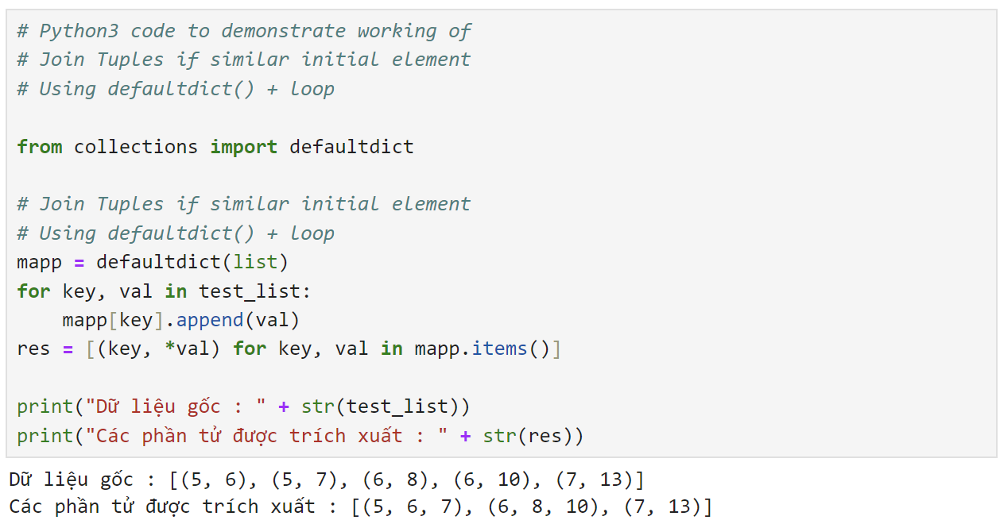 # Python3 code to demonstrate working of
# Join Tuples if similar initial element
# Using defaultdict() + loop
from collections import defaultdict
# Join Tuples if similar initial element
# Using defaultdict() + loop
mapp = defaultdict(list)
for key, val in test_list:
    mapp[key].append(val)
res = [(key, *val) for key, val in mapp.items()]
print("Dữ liệu gốc : " + str(test_list))
print("Các phần tử được trích xuất : " + str(res))
Dữ liệu gốc : [(5, 6), (5, 7), (6, 8), (6, 10), (7, 13)]
Các phần tử được trích xuất : [(5, 6, 7), (6, 8, 10), (7, 13)]